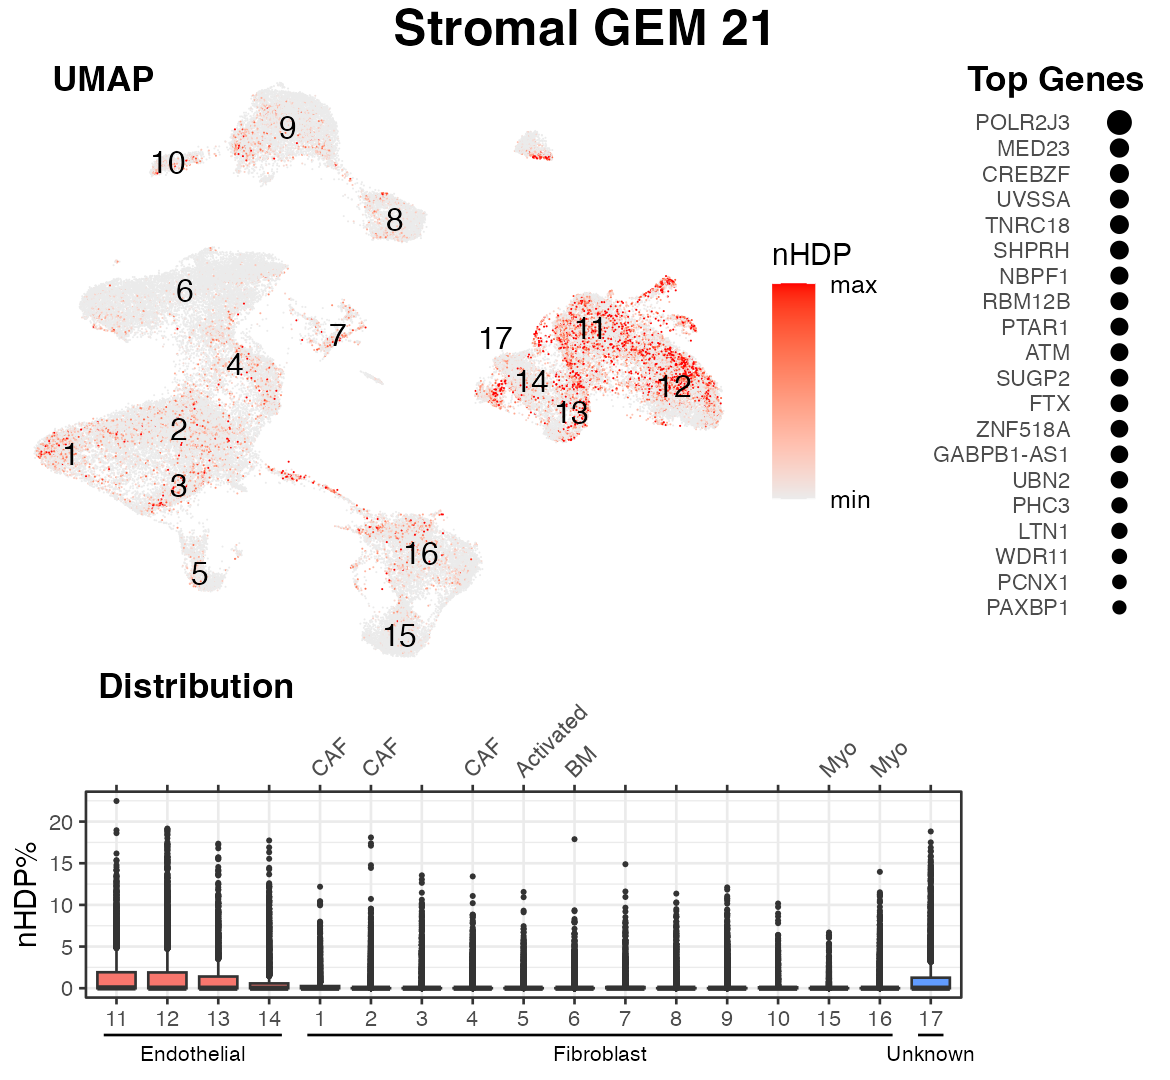 Stromal GEM 21
UMAP
9
10
8
6
7
4
2
1
3
5
16
15
17
11
14
12
13
nHDP
max
min
Top Genes
POLR2J3
MED23
CREBZF
UVSSA
TNRC18
SHPRH
NBPF1
RBM12B
PTAR1
ATM
SUGP2
FTX
ZNF518A
GABPB1-AS1
UBN2
PHC3
LTN1
WDR11
PCNX1
PAXBP1
Distribution
CAF CAF CAF Activated BM Myo Myo
nHDP%
20
15
10
5
0
11 12 13 14 1 2 3 4 5 6 7 8 9 10 15 16 17
Endothelial Fibroblast Unknown